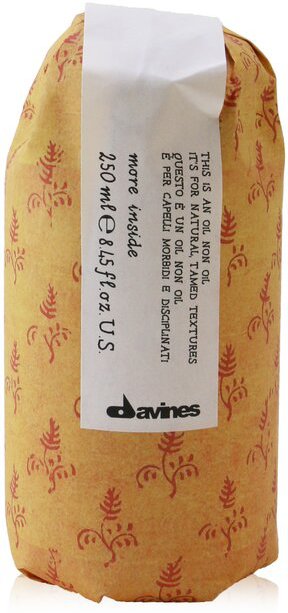 THIS IS AN OIL NON OIL
IT'S FOR NATURAL, TAMED TEXTURES
QUESTO É UN OIL NON OIL
E PER CAPELLI MORBIDI E DISCIPLINATI
more inside
250 ml ℮ 8.45 fl.oz. U.S.
davines